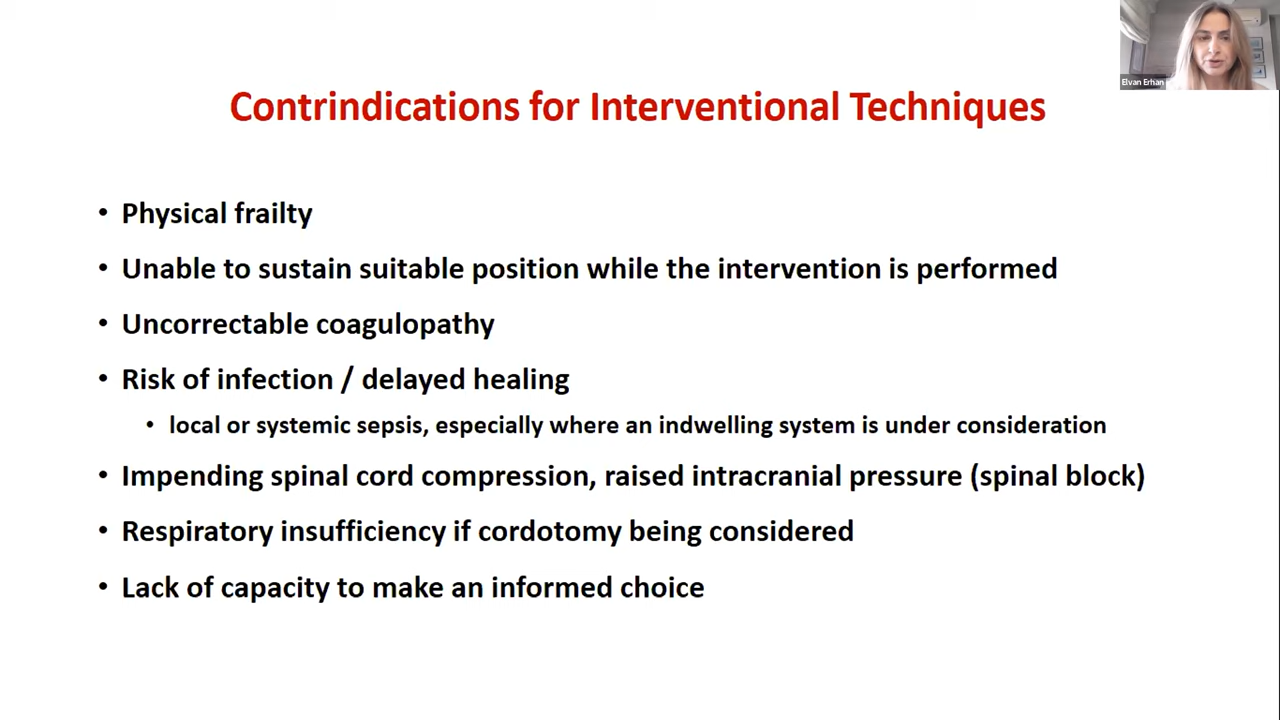 Elvan Erhan
Contrindications for Interventional Techniques
• Physical frailty
• Unable to sustain suitable position while the intervention is performed
• Uncorrectable coagulopathy
• Risk of infection / delayed healing
• local or systemic sepsis, especially where an indwelling system is under consideration
• Impending spinal cord compression, raised intracranial pressure (spinal block)
• Respiratory insufficiency if cordotomy being considered
• Lack of capacity to make an informed choice